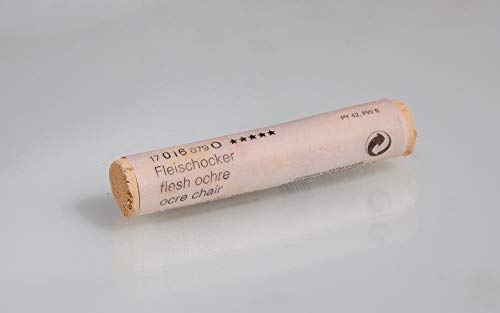 17 016 079 O ★★★★★
Fleischocker
flesh ochre
ocre chair
PY 42, PW 6